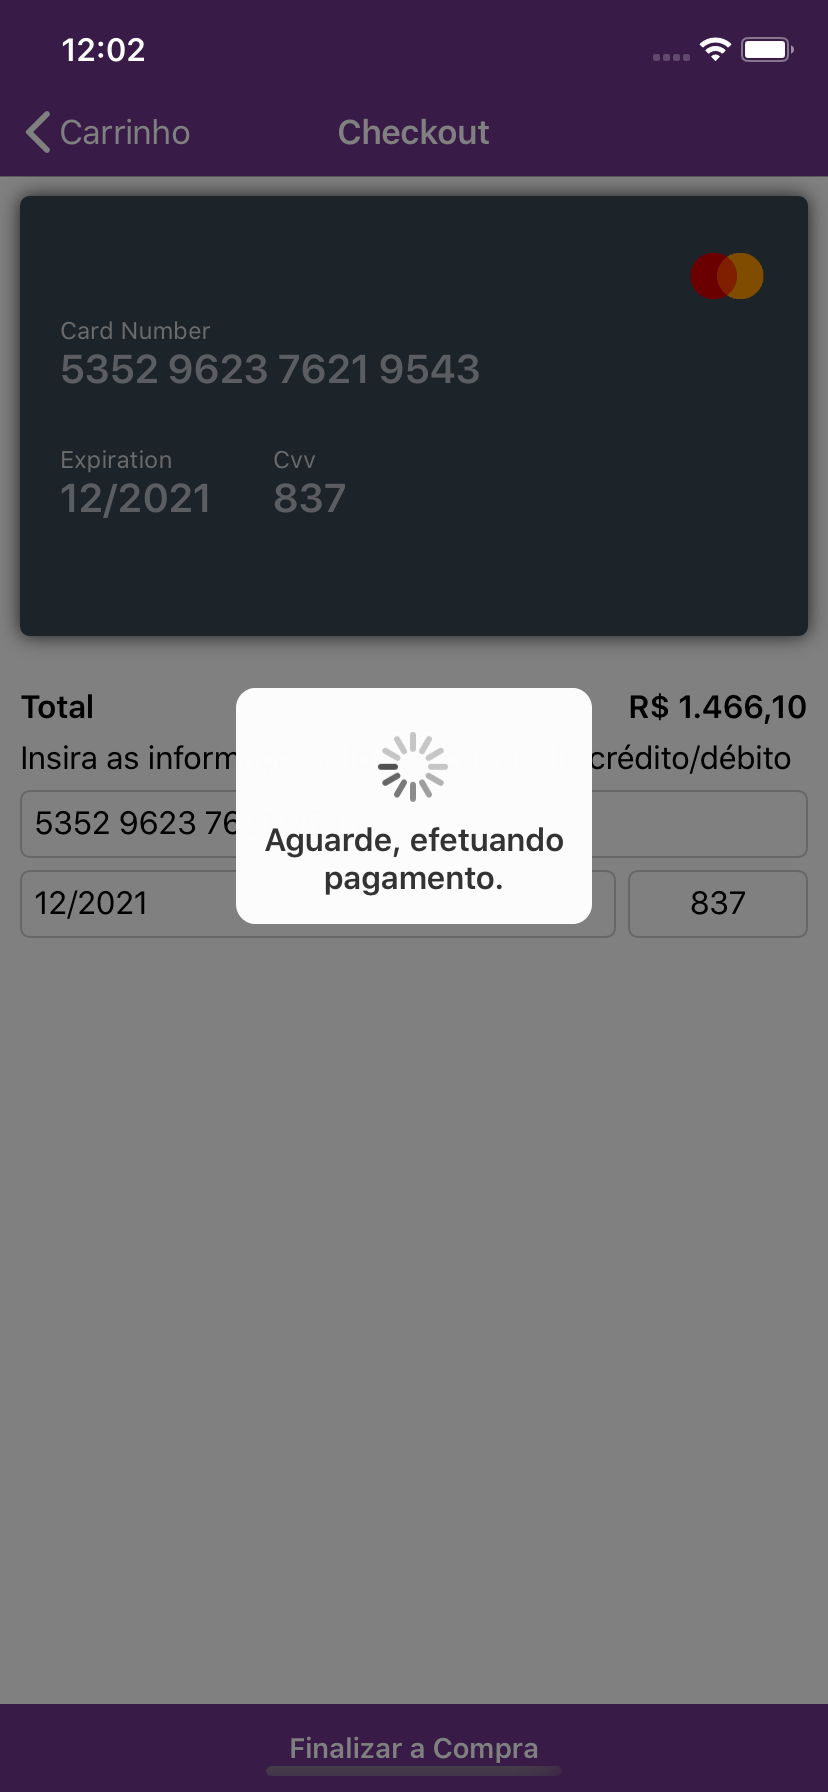 12:02
Carrinho
Checkout
Card Number
5352 9623 7621 9543
Expiration
Cvv
12/2021
837
Total
R$ 1.466,10
Insira as inform
crédito/débito
5352 9623 76
Aguarde, efetuando
pagamento.
12/2021
837
Finalizar a Compra